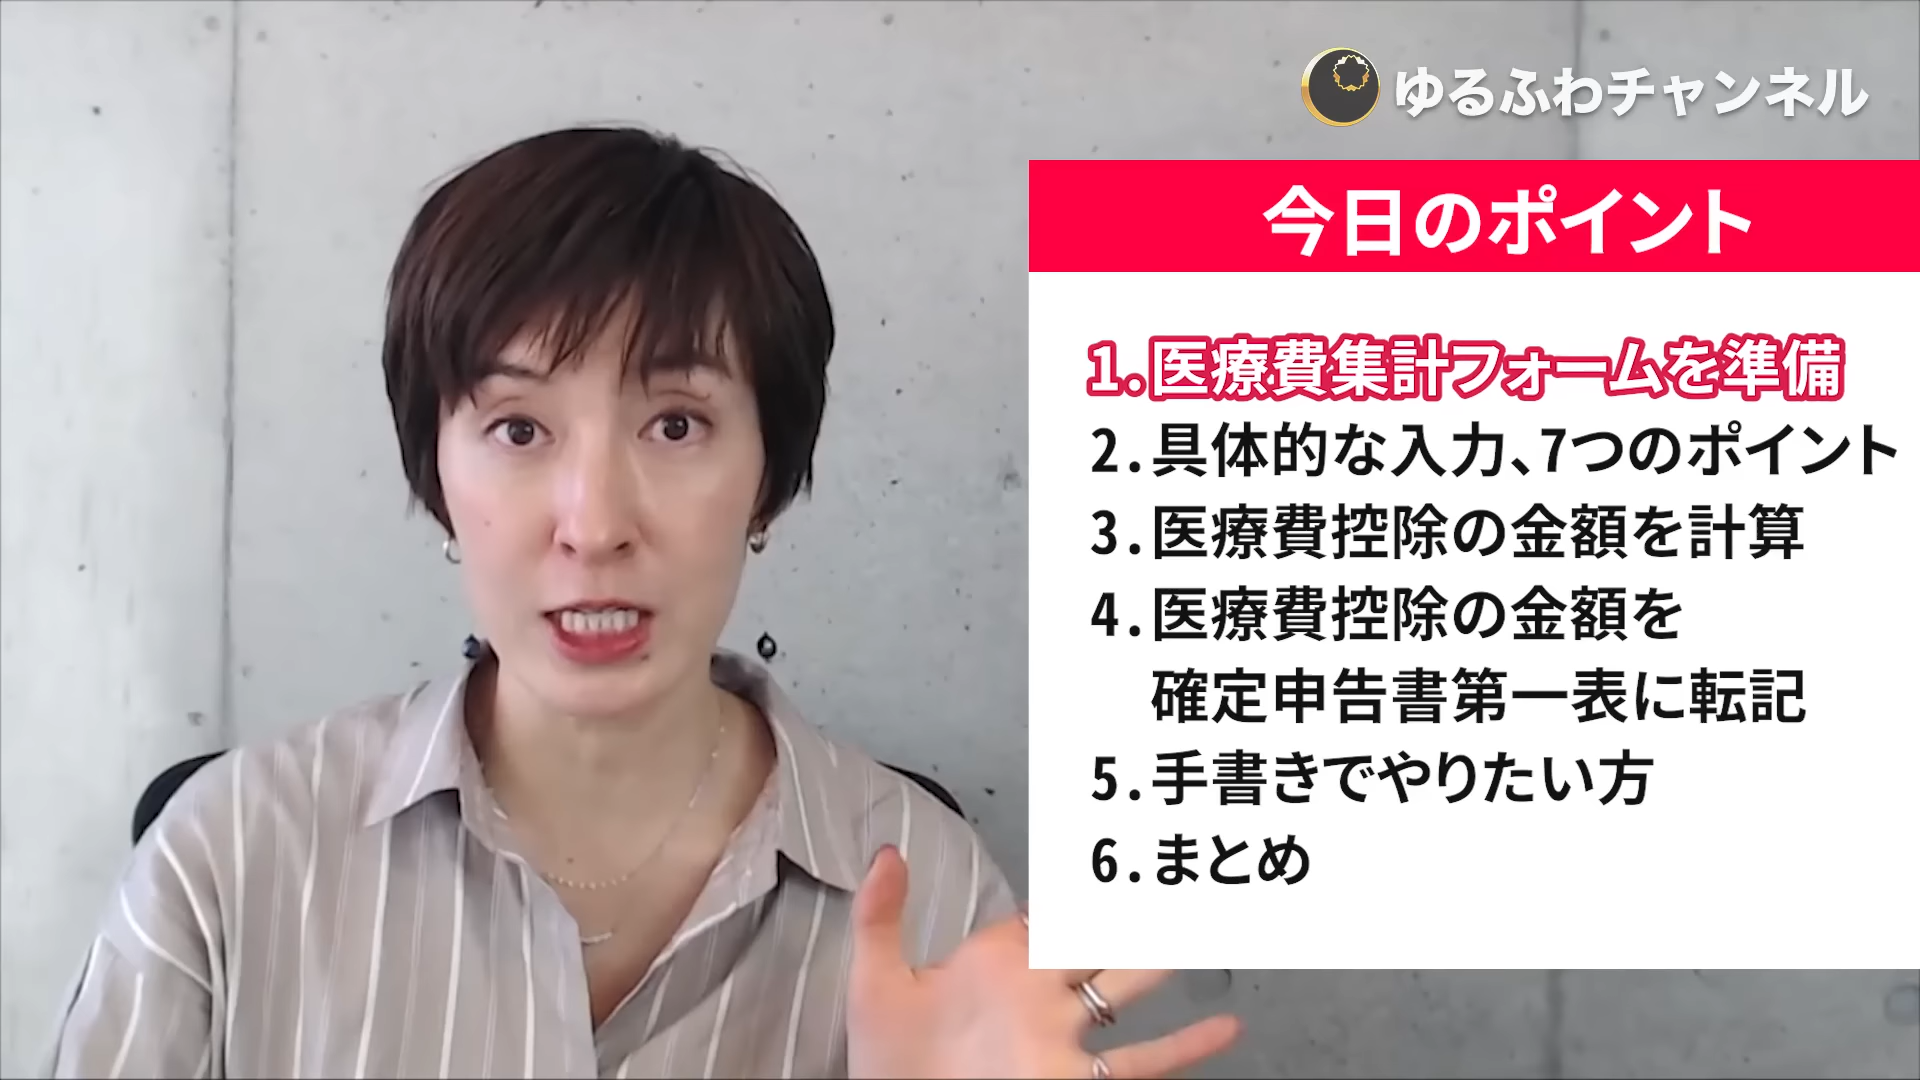 ゆるふわチャンネル
今日のポイント
1.医療費集計フォームを準備
2.具体的な入力、7つのポイント
3.医療費控除の金額を計算
4.医療費控除の金額を
確定申告書第一表に転記
5.手書きでやりたい方
6.まとめ